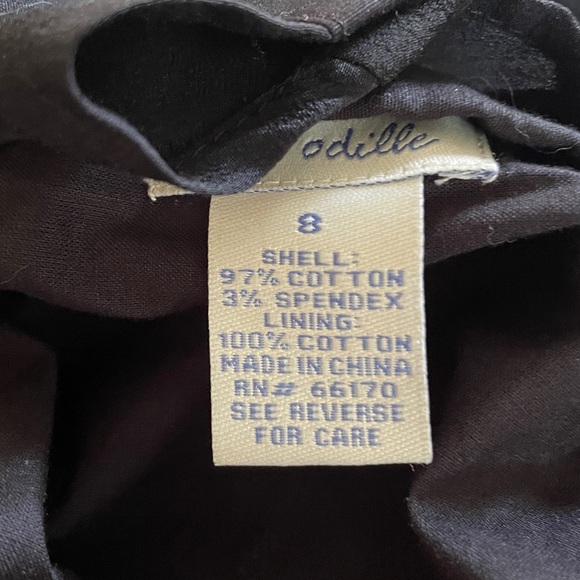 odille
8
SHELL:
97% COTTON
3% SPENDEX
LINING:
100% COTTON
MADE IN CHINA
RN# 66170
SEE REVERSE
FOR CARE